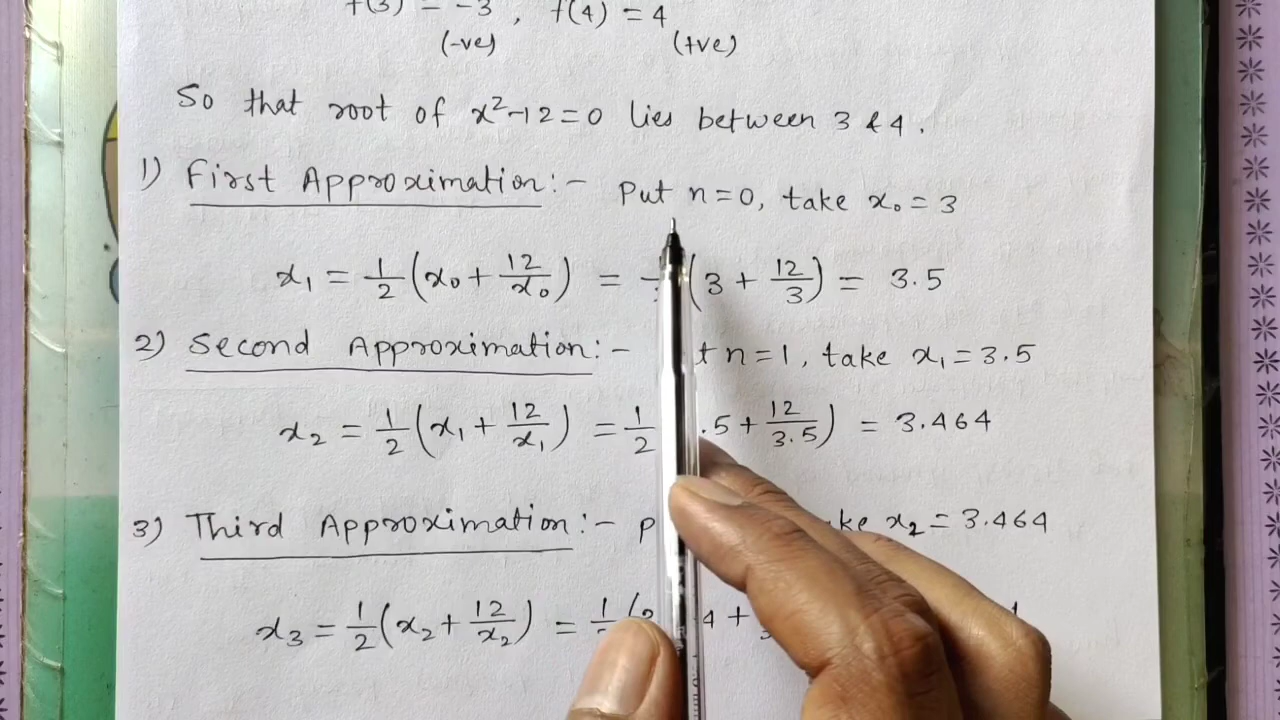 f(3) = -3, f(4) = 4
(-ve) (+ve)
So that root of x²-12=0 lies between 3 & 4.
1) First Approximation:- Put n=0, take x₀ = 3
x₁ = 1/2 (x₀ + 12/x₀) = (3 + 12/3) = 3.5
2) Second Approximation:- t n=1, take x₁ = 3.5
x₂ = 1/2 (x₁ + 12/x₁) = 1/2 .5 + 12/3.5) = 3.464
3) Third Approximation:- p ke x₂ = 3.464
x₃ = 1/2 (x₂ + 12/x₂) = 4 +